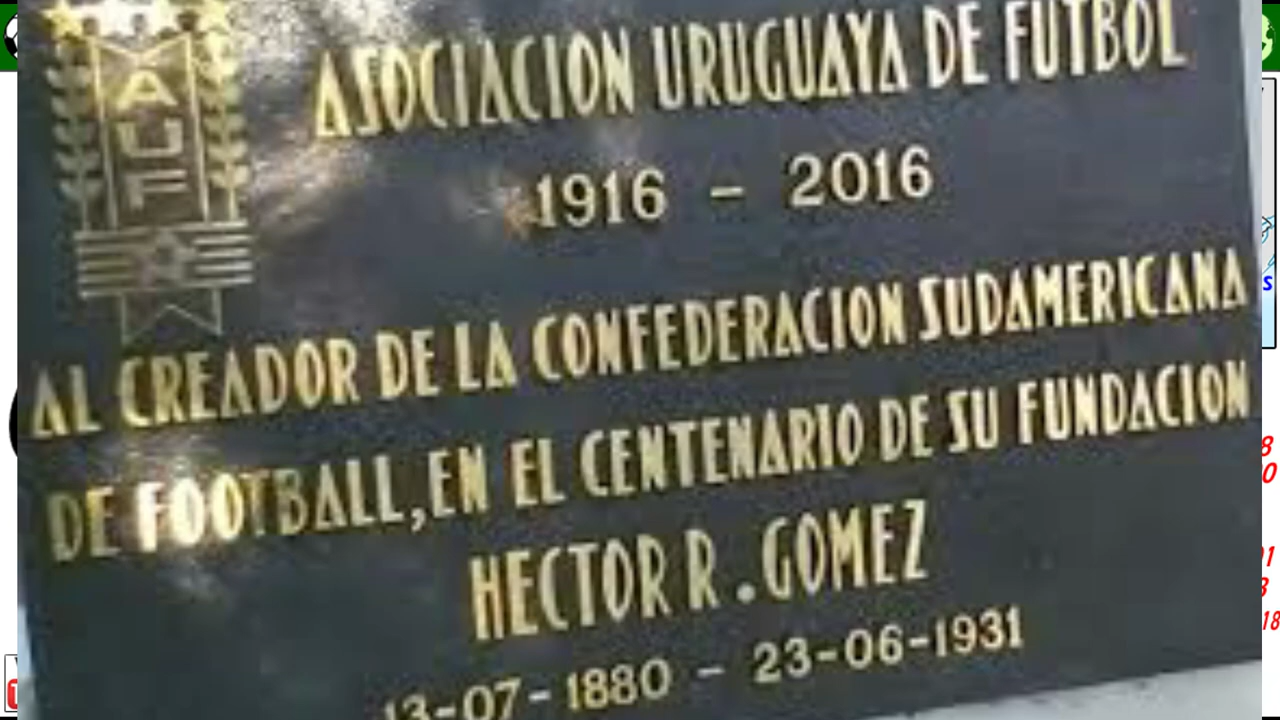 AUF
ASOCIACION URUGUAYA DE FUTBOL
1916 - 2016
AL CREADOR DE LA CONFEDERACION SUDAMERICANA
DE FOOTBALL, EN EL CENTENARIO DE SU FUNDACION
HECTOR R. GOMEZ
13-07-1880 - 23-06-1931